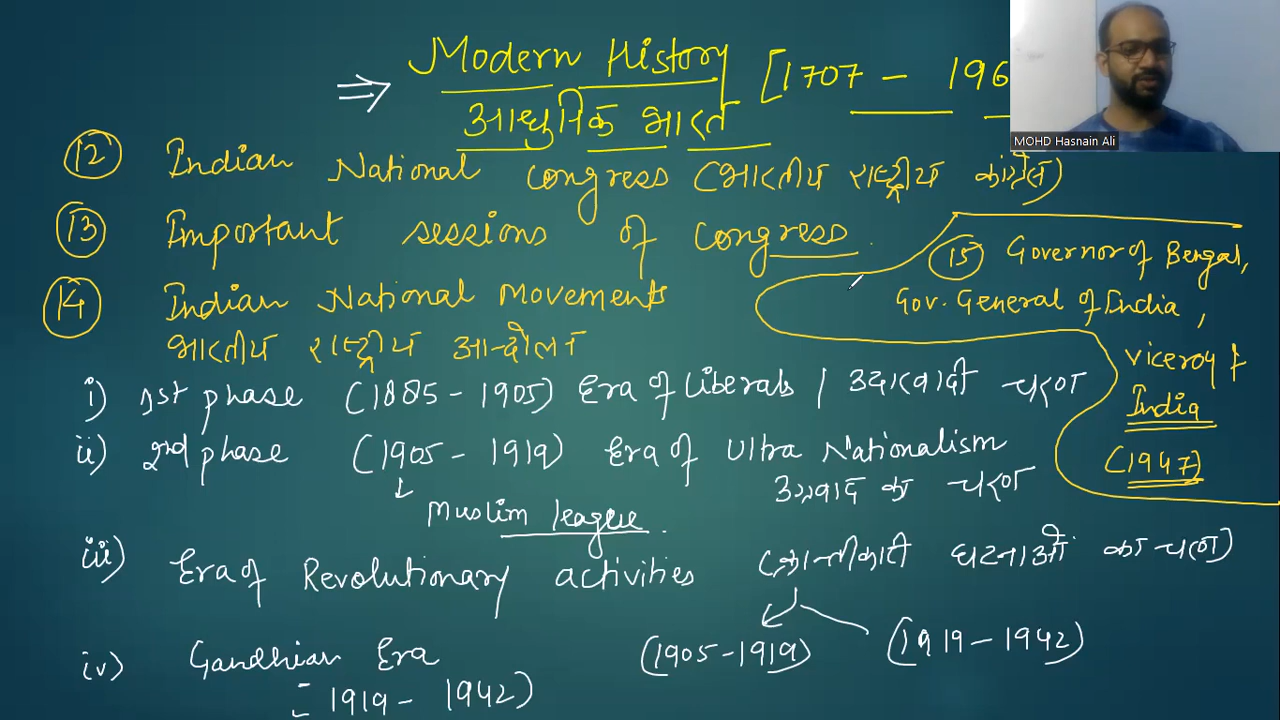 ⇒ Modern History [1707 - 196
आधुनिक भारत
MOHD Hasnain Ali
12 Indian National Congress (भारतीय राष्ट्रीय कांग्रेस)
13 Important sessions of Congress.
15 Governor of Bengal,
Gov. General of India,
Viceroy of
India
(1947)
14 Indian National Movements
भारतीय राष्ट्रीय आन्दोलन
i) 1st phase (1885 - 1905) Era of Liberals / उदारवादी चरण
ii) 2nd phase (1905 - 1919) Era of Ultra Nationalism
उग्रवाद का चरण
Muslim league.
iii) Era of Revolutionary activities (क्रान्तीकारी घटनाओं का चरण)
(1905-1919) (1919-1942)
iv) Gandhian Era
[1919 - 1942)